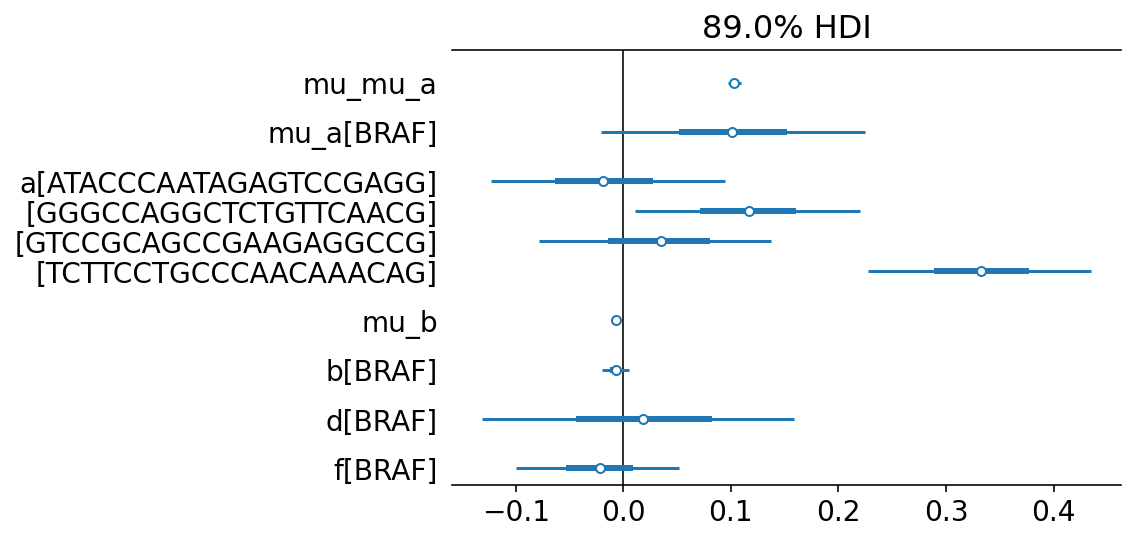 89.0% HDI
mu_mu_a
mu_a[BRAF]
a[ATACCCAATAGAGTCCGAGG]
[GGGCCAGGCTCTGTTCAACG]
[GTCCGCAGCCGAAGAGGCCG]
[TCTTCCTGCCCAACAAACAG]
mu_b
b[BRAF]
d[BRAF]
f[BRAF]
−0.1 0.0 0.1 0.2 0.3 0.4